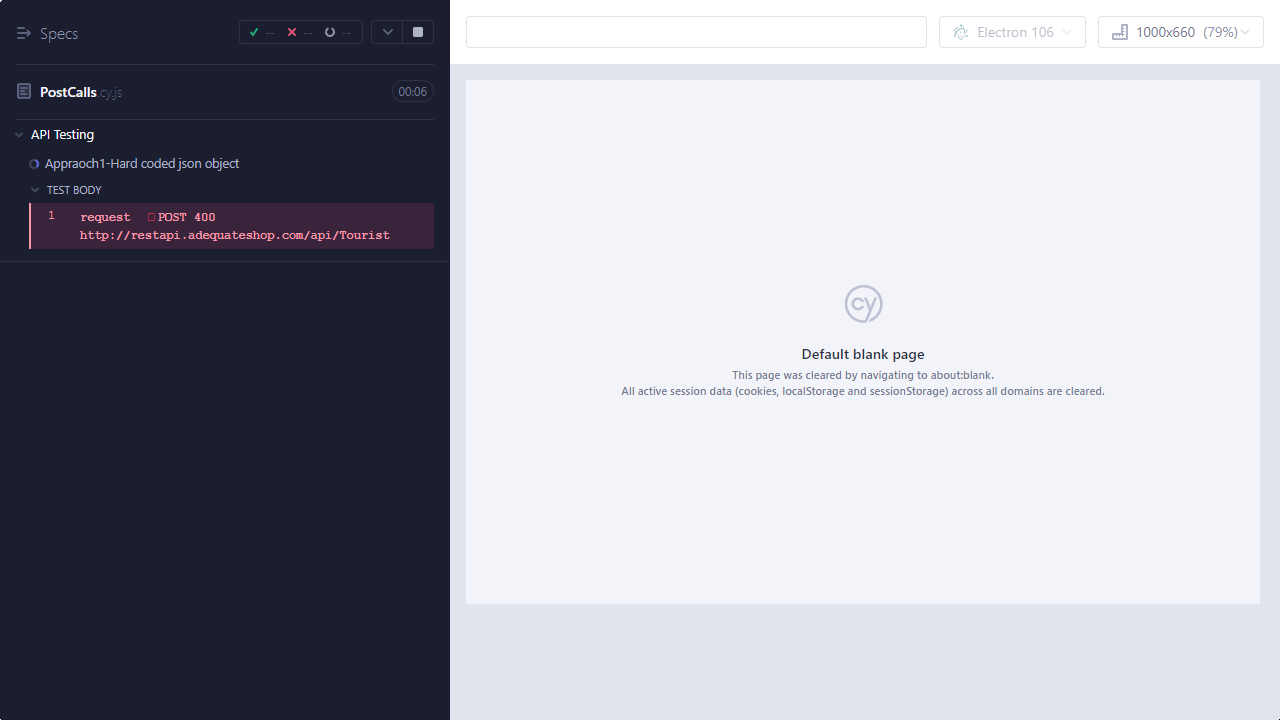 Specs
--
--
--
PostCalls.cy.js
00:06
API Testing
Appraoch1-Hard coded json object
TEST BODY
1 request POST 400
http://restapi.adequateshop.com/api/Tourist
Electron 106
1000x660 (79%)
cy
Default blank page
This page was cleared by navigating to about:blank.
All active session data (cookies, localStorage and sessionStorage) across all domains are cleared.